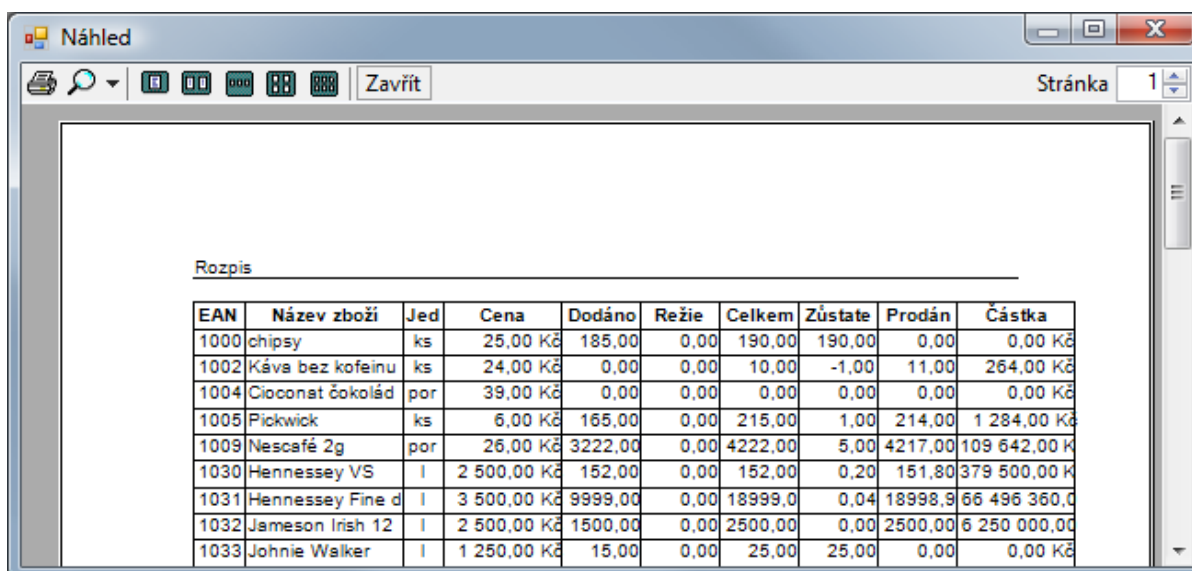 Náhled
Zavřít Stránka 1
Rozpis
EAN Název zboží Jed Cena Dodáno Režie Celkem Zůstate Prodán Částka
1000 chipsy ks 25,00 Kč 185,00 0,00 190,00 190,00 0,00 0,00 Kč
1002 Káva bez kofeinu ks 24,00 Kč 0,00 0,00 10,00 -1,00 11,00 264,00 Kč
1004 Cioconat čokolád por 39,00 Kč 0,00 0,00 0,00 0,00 0,00 0,00 Kč
1005 Pickwick ks 6,00 Kč 165,00 0,00 215,00 1,00 214,00 1 284,00 Kč
1009 Nescafé 2g por 26,00 Kč 3222,00 0,00 4222,00 5,00 4217,00 109 642,00 K
1030 Hennessey VS l 2 500,00 Kč 152,00 0,00 152,00 0,20 151,80 379 500,00 K
1031 Hennessey Fine d l 3 500,00 Kč 9999,00 0,00 18999,0 0,04 18998,9 66 496 360,0
1032 Jameson Irish 12 l 2 500,00 Kč 1500,00 0,00 2500,00 0,00 2500,00 6 250 000,00
1033 Johnie Walker l 1 250,00 Kč 15,00 0,00 25,00 25,00 0,00 0,00 Kč